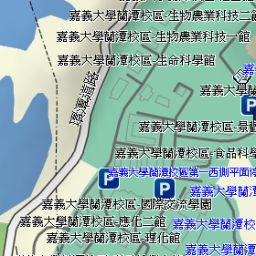 嘉義大學蘭潭校區-生物農業科技二
嘉義大學蘭潭校區-生物農業科技一館
嘉義大學蘭潭校區-生命科學館
嘉義大學
嘉義大學蘭潭校區-景觀
嘉義大學蘭潭校區-食品科學
嘉義大學蘭潭校區第一西側平面停
P
P
P
嘉義大學蘭潭校區-國際交流學園
嘉義大學蘭潭校區-應化二館
嘉義大學蘭潭校區-理化館